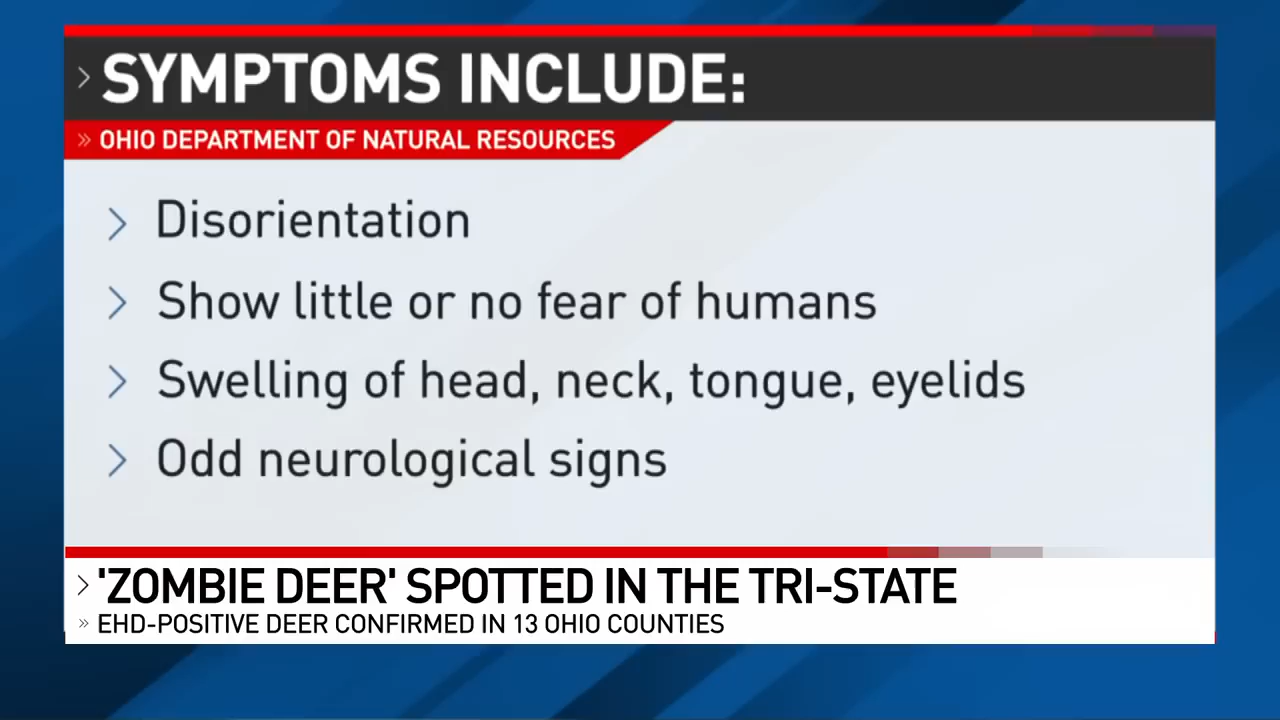 SYMPTOMS INCLUDE:
OHIO DEPARTMENT OF NATURAL RESOURCES
Disorientation
Show little or no fear of humans
Swelling of head, neck, tongue, eyelids
Odd neurological signs
'ZOMBIE DEER' SPOTTED IN THE TRI-STATE
EHD-POSITIVE DEER CONFIRMED IN 13 OHIO COUNTIES